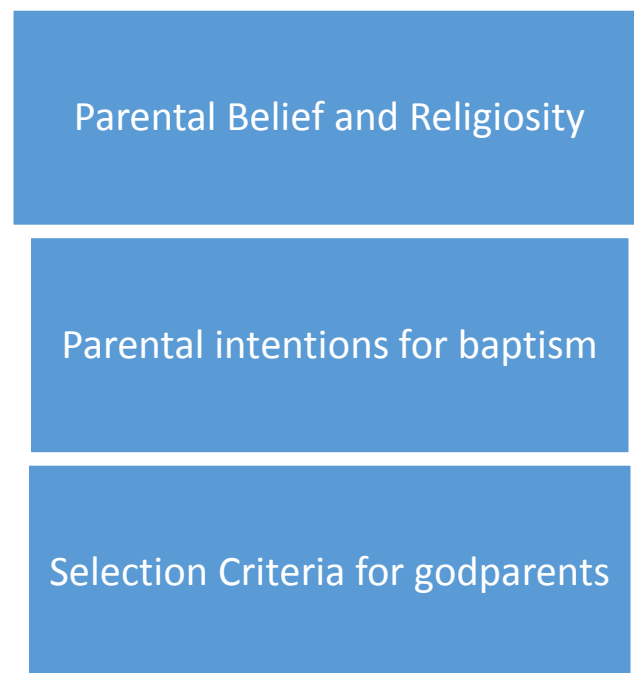 Parental Belief and Religiosity
Parental intentions for baptism
Selection Criteria for godparents